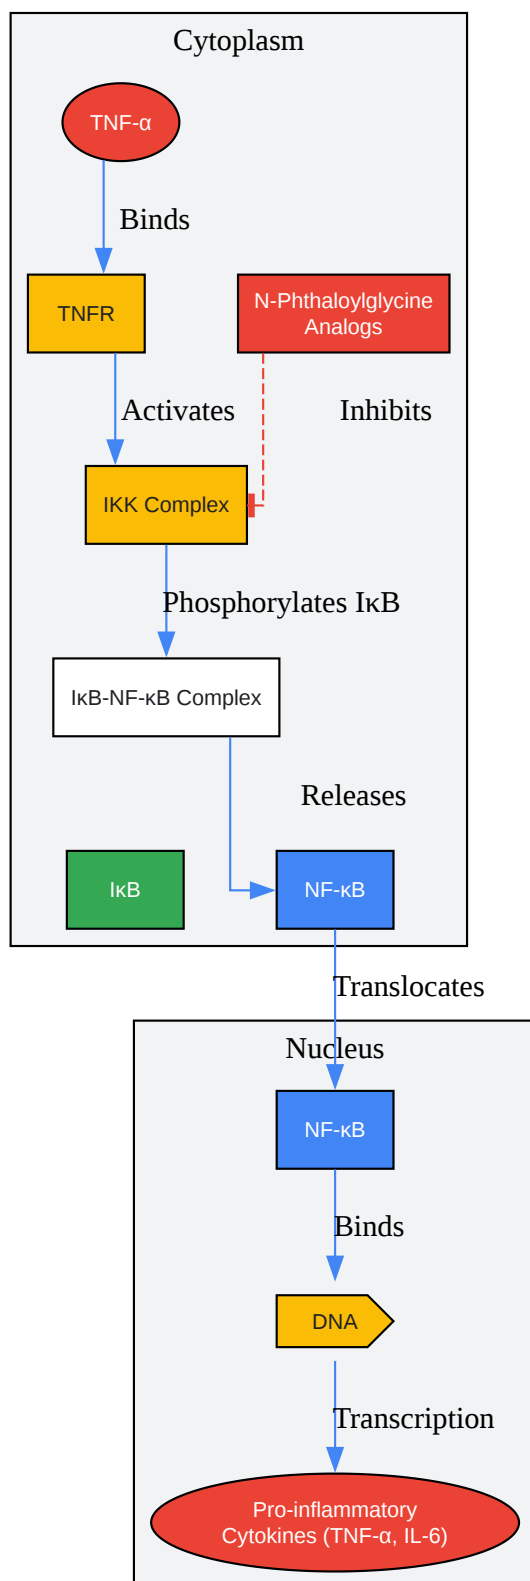 Cytoplasm
TNF-α
Binds
TNFR
N-Phthaloylglycine
Analogs
Activates
Inhibits
IKK Complex
Phosphorylates IκB
IκB-NF-κB Complex
Releases
IκB
NF-κB
Translocates
Nucleus
NF-κB
Binds
DNA
Transcription
Pro-inflammatory
Cytokines (TNF-α, IL-6)